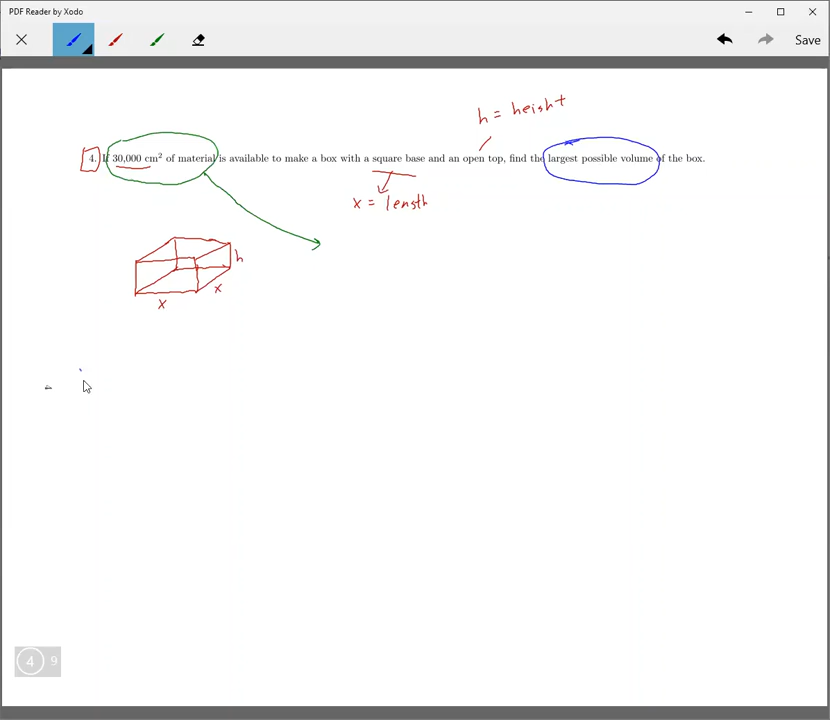 PDF Reader by Xodo
Save
h = height
4. If 30,000 cm² of material is available to make a box with a square base and an open top, find the largest possible volume of the box.
x = length
h
x
x
4 9